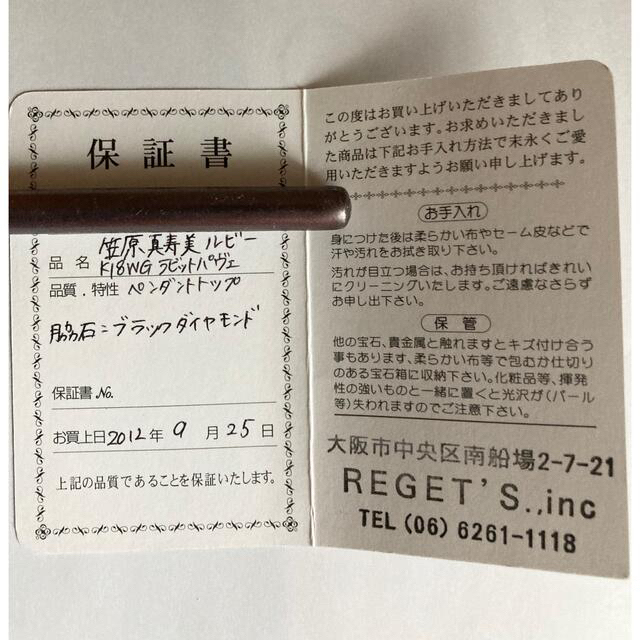 保証書
笠原真寿美 ルビー
品名 K18WG ラビットパヴェ
品質.特性 ペンダントトップ
脇石=ブラックダイヤモンド
保証書No.
お買上日2012年9月25日
上記の品質であることを保証いたします。
この度はお買い上げいただきましてあり
がとうございます。お求めいただきまし
た商品は下記お手入れ方法で末永くご愛
用いただきますようお願い申し上げます。
お手入れ
身につけた後は柔らかい布やセーム皮などで
汗や汚れをお拭き取り下さい。
汚れが目立つ場合は、お持ち頂ければきれい
にクリーニングいたします。ご遠慮なさらず
お申し出下さい。
保管
他の宝石、貴金属と触れますとキズ付け合う
事もあります、柔らかい布等で包むか仕切り
のある宝石箱に収納下さい。化粧品等、揮発
性の強いものと一緒に置くと光沢が(パール
等)失われますのでご注意下さい。
大阪市中央区南船場2-7-21
REGET'S.,inc
TEL (06) 6261-1118